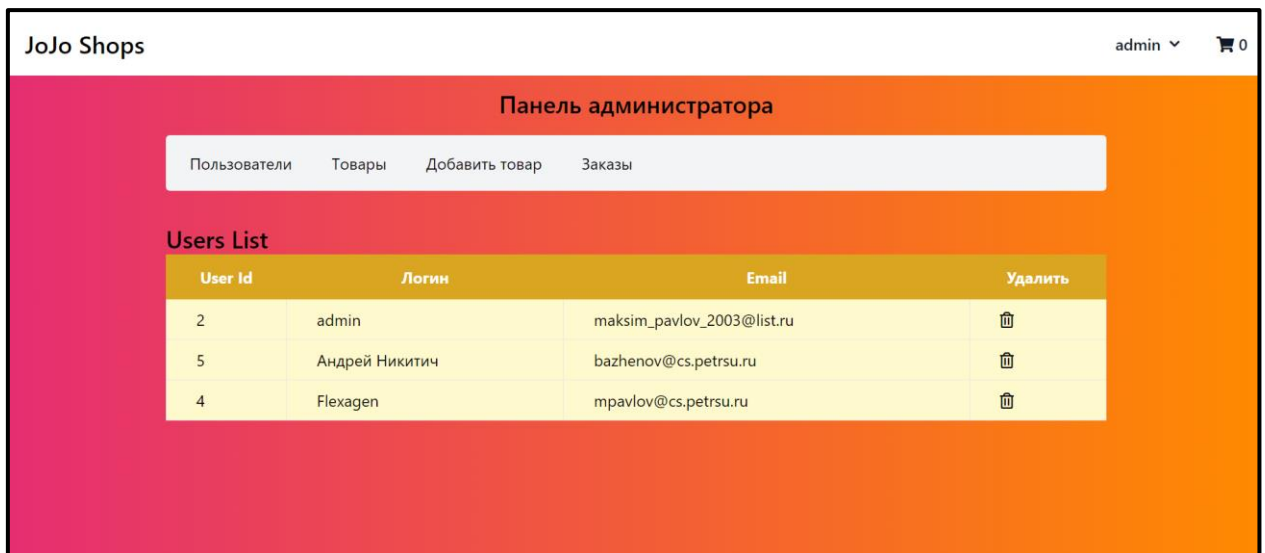 JoJo Shops admin 0
Панель администратора
Пользователи Товары Добавить товар Заказы
Users List
User Id Логин Email Удалить
2 admin maksim_pavlov_2003@list.ru
5 Андрей Никитич bazhenov@cs.petrsu.ru
4 Flexagen mpavlov@cs.petrsu.ru